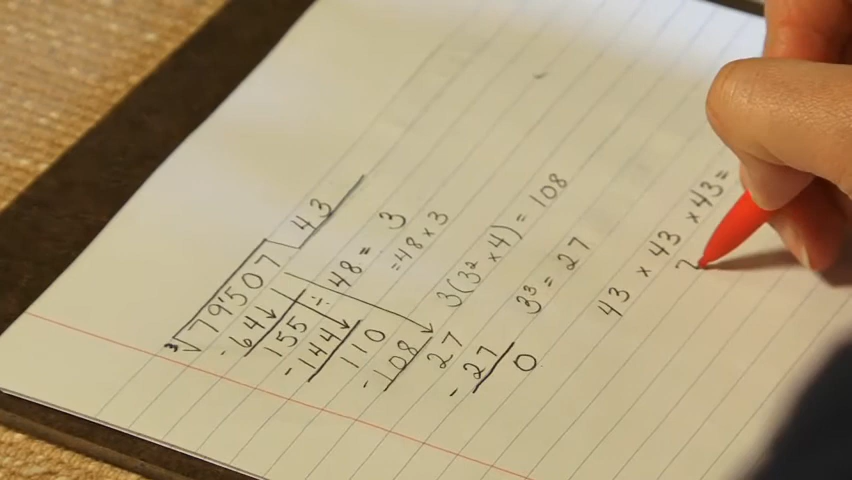 ³√79'507 43
-64
155 ÷ 48 = 3
-144 = 48 × 3
110
-108 3(3² × 4) = 108
27
-27 3³ = 27
0
43 × 43 × 43 =
7